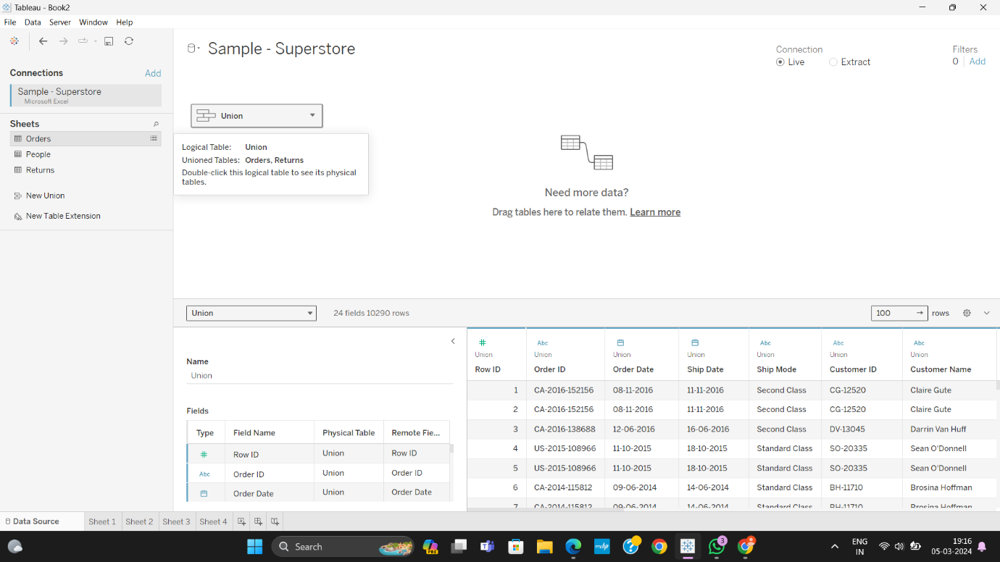 Tableau - Book2
File Data Server Window Help
Connections Add
Sample - Superstore
Microsoft Excel
Sheets
Orders
People
Returns
New Union
New Table Extension
Sample - Superstore
Connection
Live Extract
Filters
0 Add
Union
Logical Table: Union
Unioned Tables: Orders, Returns
Double-click this logical table to see its physical
tables.
Need more data?
Drag tables here to relate them. Learn more
Union 24 fields 10290 rows 100 rows
Name
Union
Fields
Type Field Name Physical Table Remote Fie...
# Row ID Union Row ID
Abc Order ID Union Order ID
Order Date Union Order Date
# Abc Abc Abc Abc
Union Union Union Union Union Union Union
Row ID Order ID Order Date Ship Date Ship Mode Customer ID Customer Name
1 CA-2016-152156 08-11-2016 11-11-2016 Second Class CG-12520 Claire Gute
2 CA-2016-152156 08-11-2016 11-11-2016 Second Class CG-12520 Claire Gute
3 CA-2016-138688 12-06-2016 16-06-2016 Second Class DV-13045 Darrin Van Huff
4 US-2015-108966 11-10-2015 18-10-2015 Standard Class SO-20335 Sean O'Donnell
5 US-2015-108966 11-10-2015 18-10-2015 Standard Class SO-20335 Sean O'Donnell
6 CA-2014-115812 09-06-2014 14-06-2014 Standard Class BH-11710 Brosina Hoffman
7 CA-2014-115812 09-06-2014 14-06-2014 Standard Class BH-11710 Brosina Hoffman
Data Source Sheet 1 Sheet 2 Sheet 3 Sheet 4
Search
PRE
myhp
3
ENG
IN
19:16
05-03-2024